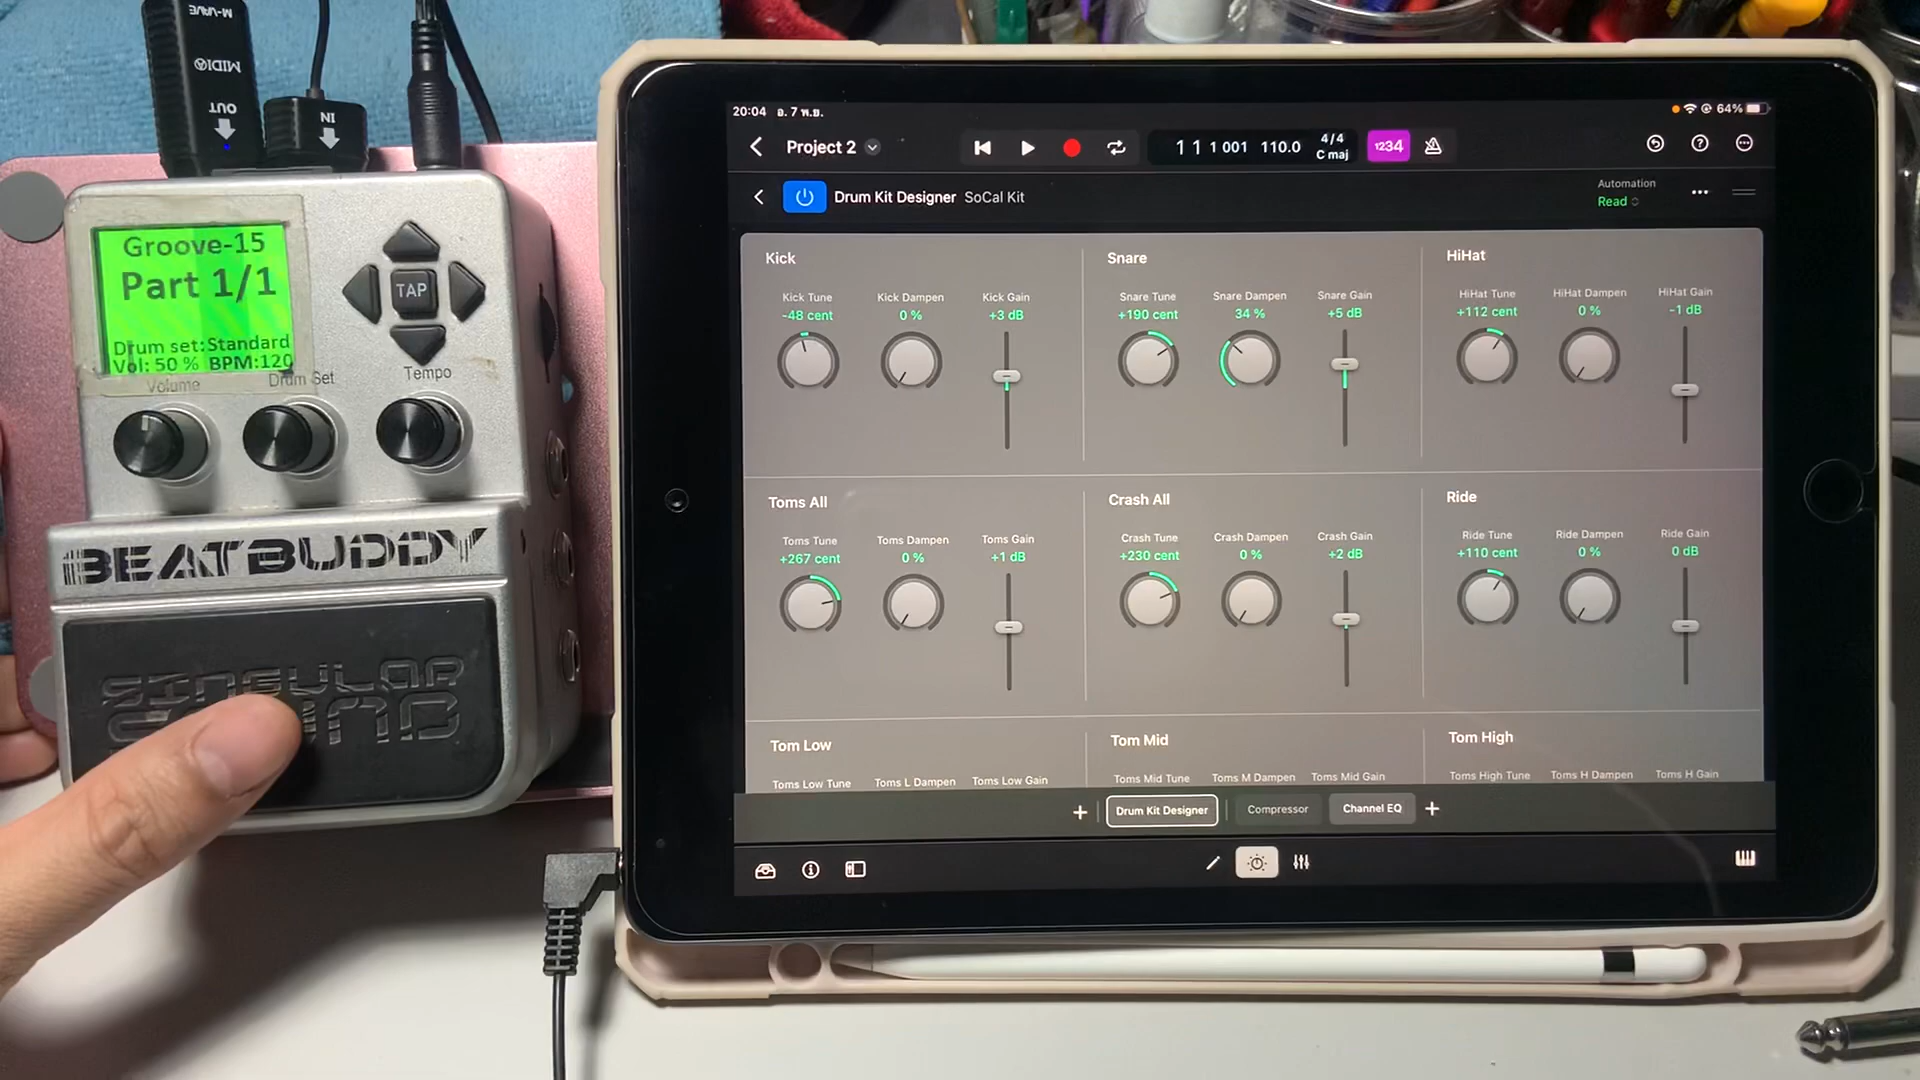 M-VAVE
MIDI
OUT
IN
Groove-15
Part 1/1
Drum set:Standard
Vol: 50 % BPM:120
Volume
Drum Set
Tempo
TAP
BEATBUDDY
SINGULAR
SOUND
20:04 อ. 7 พ.ย.
64%
Project 2
1 1 1 001 110.0
4/4
C maj
1234
Drum Kit Designer SoCal Kit
Automation
Read
Kick
Kick Tune Kick Dampen Kick Gain
-48 cent 0 % +3 dB
Snare
Snare Tune Snare Dampen Snare Gain
+190 cent 34 % +5 dB
HiHat
HiHat Tune HiHat Dampen HiHat Gain
+112 cent 0 % -1 dB
Toms All
Toms Tune Toms Dampen Toms Gain
+267 cent 0 % +1 dB
Crash All
Crash Tune Crash Dampen Crash Gain
+230 cent 0 % +2 dB
Ride
Ride Tune Ride Dampen Ride Gain
+110 cent 0 % 0 dB
Tom Low
Toms Low Tune Toms L Dampen Toms Low Gain
Tom Mid
Toms Mid Tune Toms M Dampen Toms Mid Gain
Tom High
Toms High Tune Toms H Dampen Toms H Gain
Drum Kit Designer Compressor Channel EQ